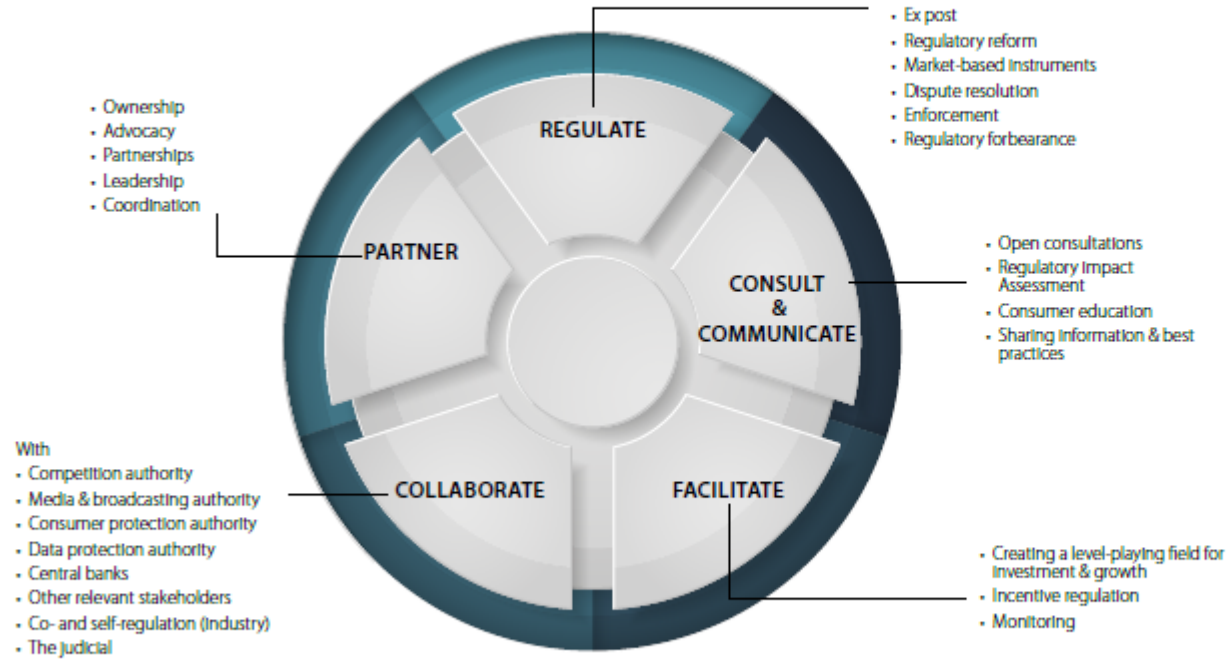 REGULATE
• Ex post
• Regulatory reform
• Market-based instruments
• Dispute resolution
• Enforcement
• Regulatory forbearance
CONSULT
&
COMMUNICATE
• Open consultations
• Regulatory Impact
Assessment
• Consumer education
• Sharing information & best
practices
FACILITATE
• Creating a level-playing field for
investment & growth
• Incentive regulation
• Monitoring
COLLABORATE
With
• Competition authority
• Media & broadcasting authority
• Consumer protection authority
• Data protection authority
• Central banks
• Other relevant stakeholders
• Co- and self-regulation (industry)
• The judicial
PARTNER
• Ownership
• Advocacy
• Partnerships
• Leadership
• Coordination